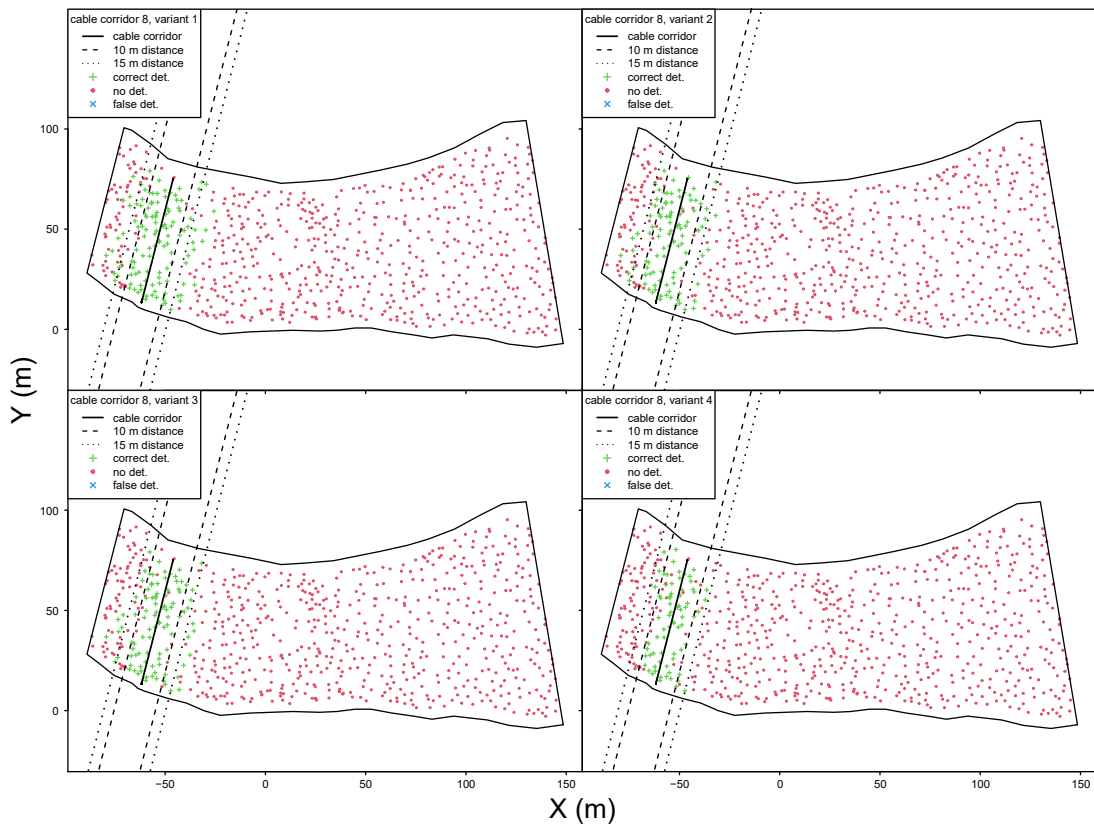 cable corridor 8, variant 1
cable corridor
10 m distance
15 m distance
correct det.
no det.
false det.
cable corridor 8, variant 2
cable corridor
10 m distance
15 m distance
correct det.
no det.
false det.
100
50
0
cable corridor 8, variant 3
cable corridor
10 m distance
15 m distance
correct det.
no det.
false det.
cable corridor 8, variant 4
cable corridor
10 m distance
15 m distance
correct det.
no det.
false det.
100
50
0
−50 0 50 100 150
−50 0 50 100 150
Y (m)
X (m)